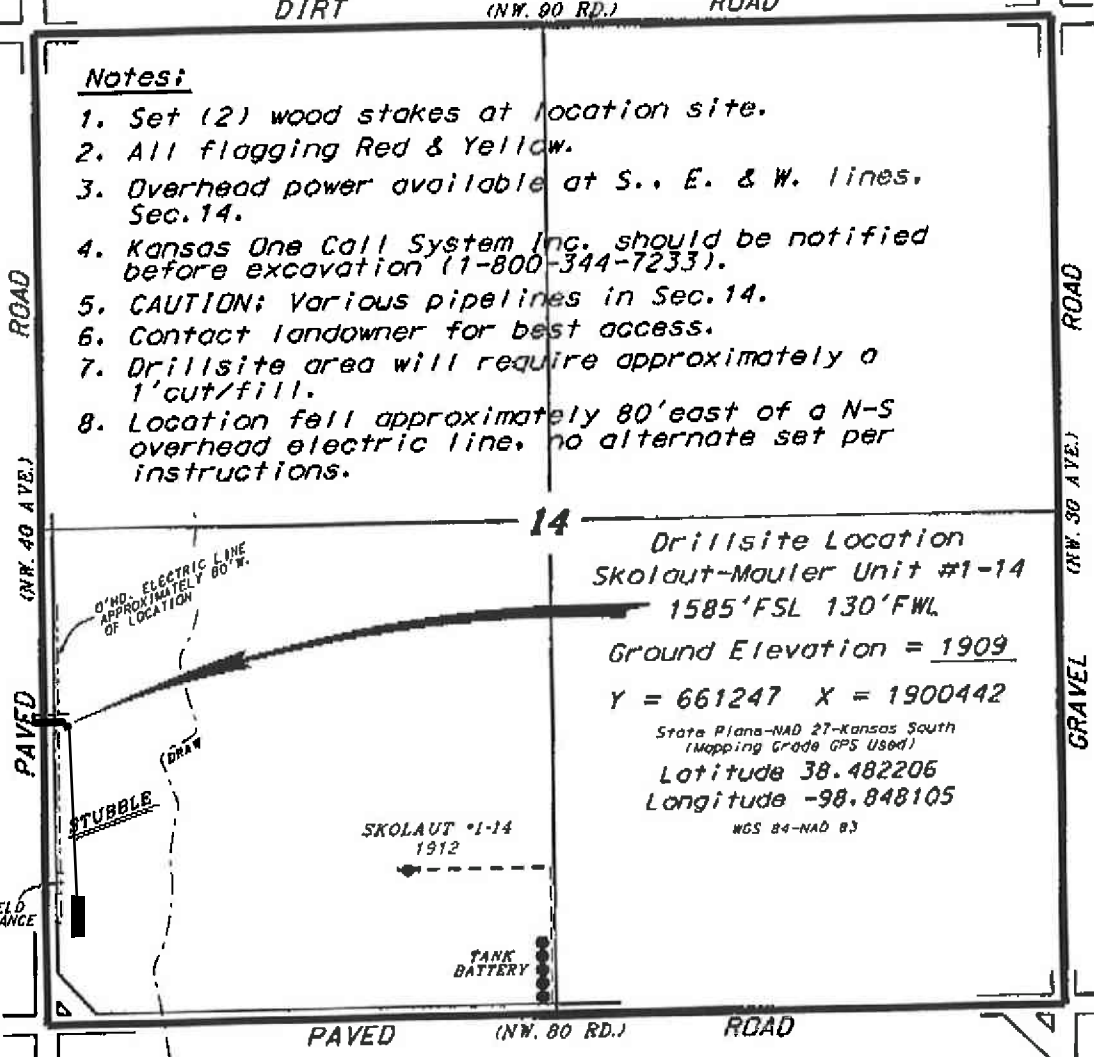 DIRT (NW. 90 RD.) ROAD
Notes:
1. Set (2) wood stakes at location site.
2. All flagging Red & Yellow.
3. Overhead power available at S., E. & W. lines,
Sec.14.
4. Kansas One Call System Inc. should be notified
before excavation (1-800-344-7233).
5. CAUTION: Various pipelines in Sec.14.
6. Contact landowner for best access.
7. Drillsite area will require approximately a
1'cut/fill.
8. Location fell approximately 80'east of a N-S
overhead electric line, no alternate set per
instructions.
PAVED (NW. 40 AVE.) ROAD
GRAVEL (NW. 30 AVE.) ROAD
14
O'HD. ELECTRIC LINE
APPROXIMATELY 80'W.
OF LOCATION
Drillsite Location
Skolaut-Mauler Unit #1-14
1585'FSL 130'FWL
Ground Elevation = 1909
Y = 661247 X = 1900442
State Plane-NAD 27-Kansas South
(Mapping Grade GPS Used)
Latitude 38.482206
Longitude -98.848105
WGS 84-NAD 83
(DRAW
STUBBLE
SKOLAUT #1-14
1912
TANK
BATTERY
PAVED (NW. 80 RD.) ROAD